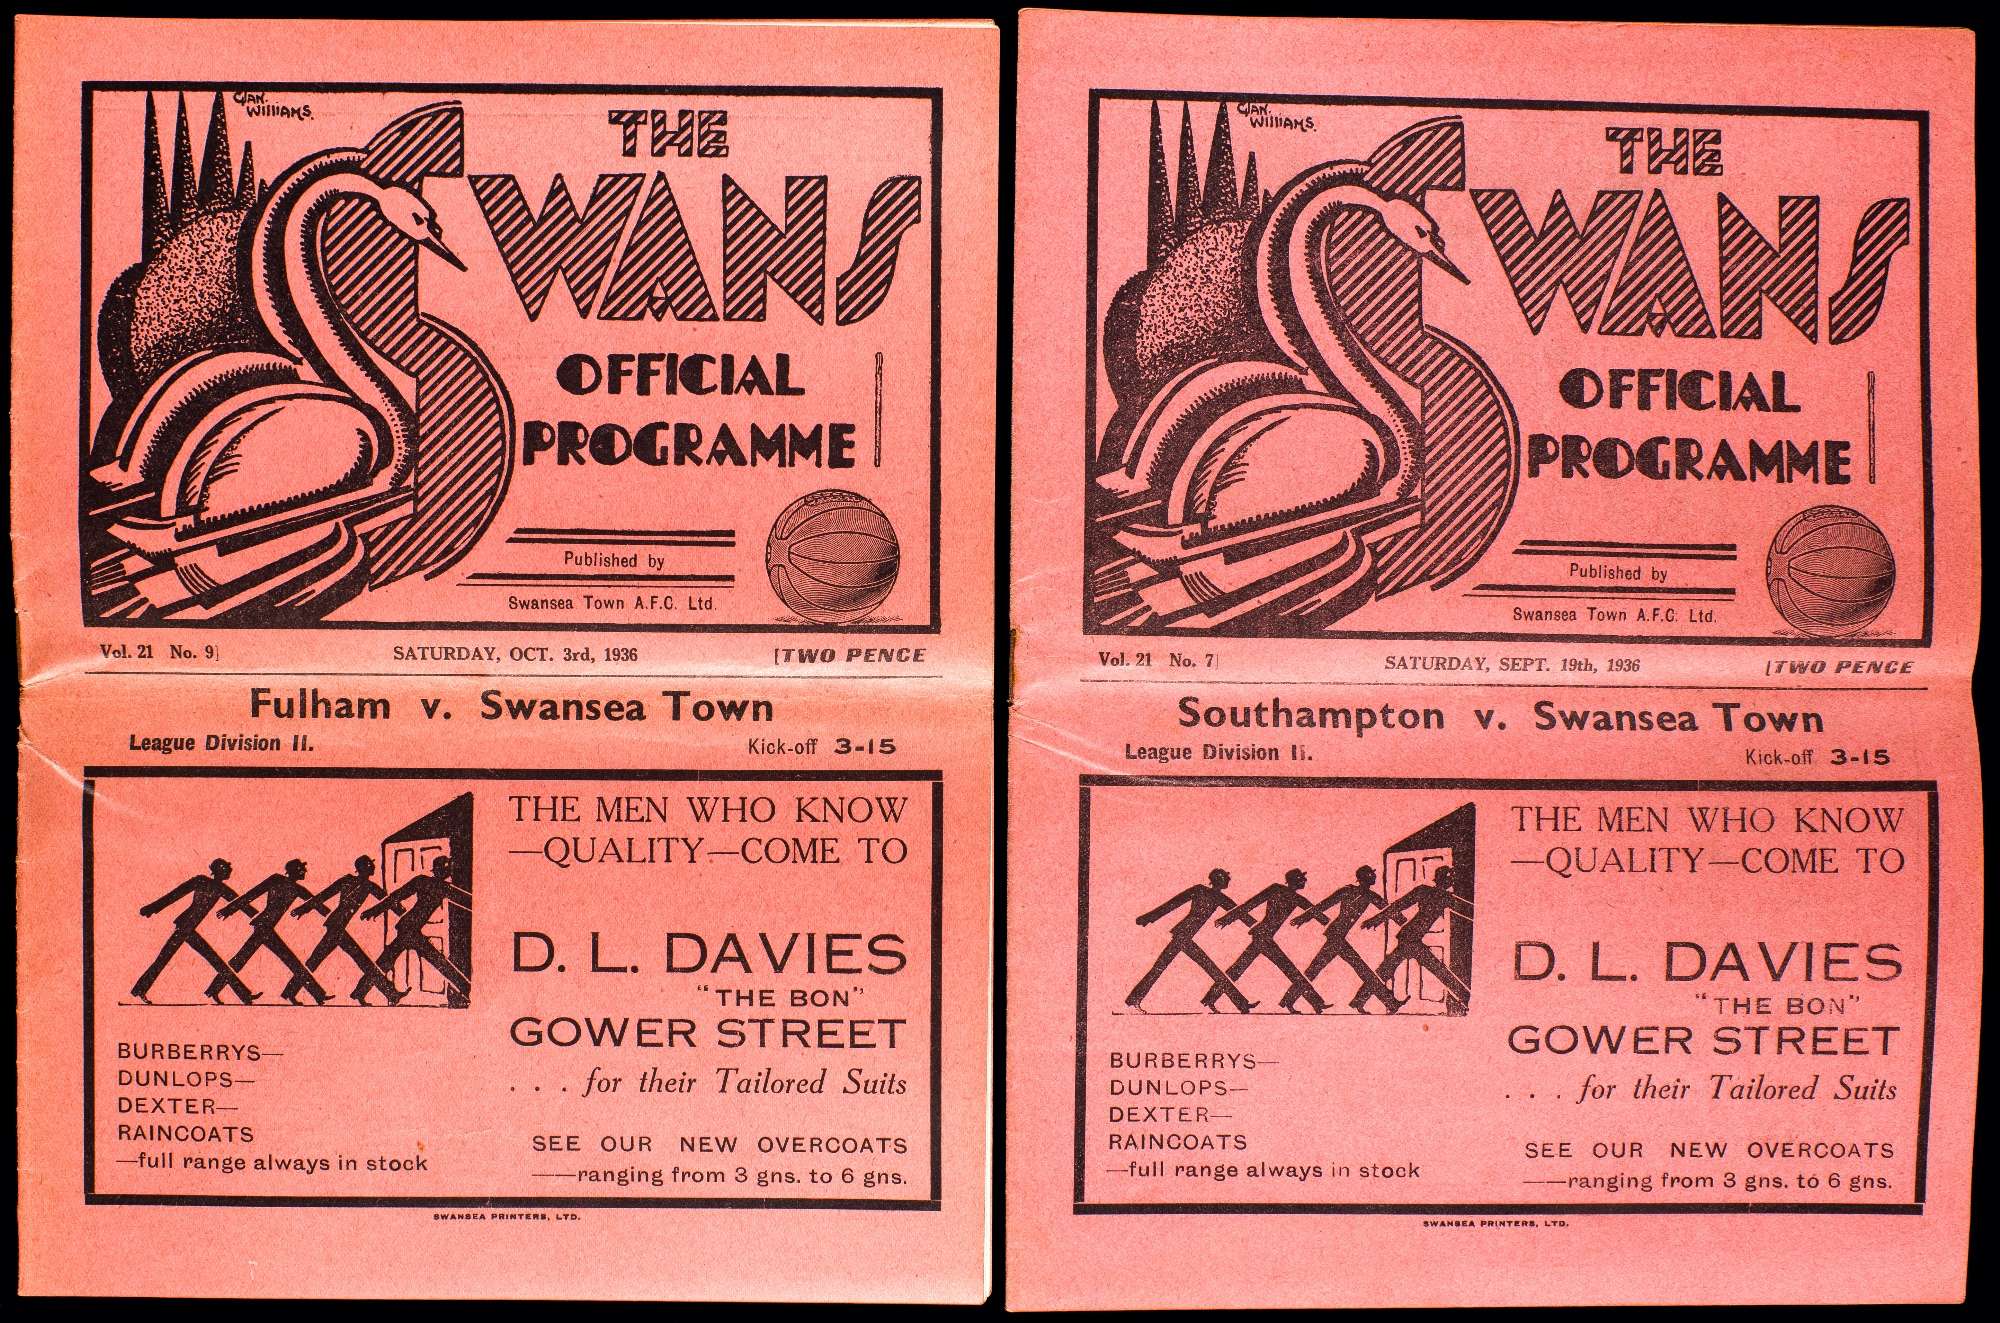 CJAN.
WILLIAMS.
THE
SWANS
OFFICIAL
PROGRAMME
Published by
Swansea Town A.F.C. Ltd.
Vol. 21 No. 9]
SATURDAY, OCT. 3rd, 1936
[TWO PENCE
Fulham v. Swansea Town
League Division II.
Kick-off 3-15
THE MEN WHO KNOW
—QUALITY—COME TO
D. L. DAVIES
"THE BON"
GOWER STREET
. . . for their Tailored Suits
BURBERRYS—
DUNLOPS—
DEXTER—
RAINCOATS
—full range always in stock
SEE OUR NEW OVERCOATS
——ranging from 3 gns. to 6 gns.
SWANSEA PRINTERS, LTD.
CJAN.
WILLIAMS.
THE
SWANS
OFFICIAL
PROGRAMME
Published by
Swansea Town A.F.C. Ltd.
Vol. 21 No. 7]
SATURDAY, SEPT. 19th, 1936
[TWO PENCE
Southampton v. Swansea Town
League Division II.
Kick-off 3-15
THE MEN WHO KNOW
—QUALITY—COME TO
D. L. DAVIES
"THE BON"
GOWER STREET
. . . for their Tailored Suits
BURBERRYS—
DUNLOPS—
DEXTER—
RAINCOATS
—full range always in stock
SEE OUR NEW OVERCOATS
——ranging from 3 gns. to 6 gns.
SWANSEA PRINTERS, LTD.